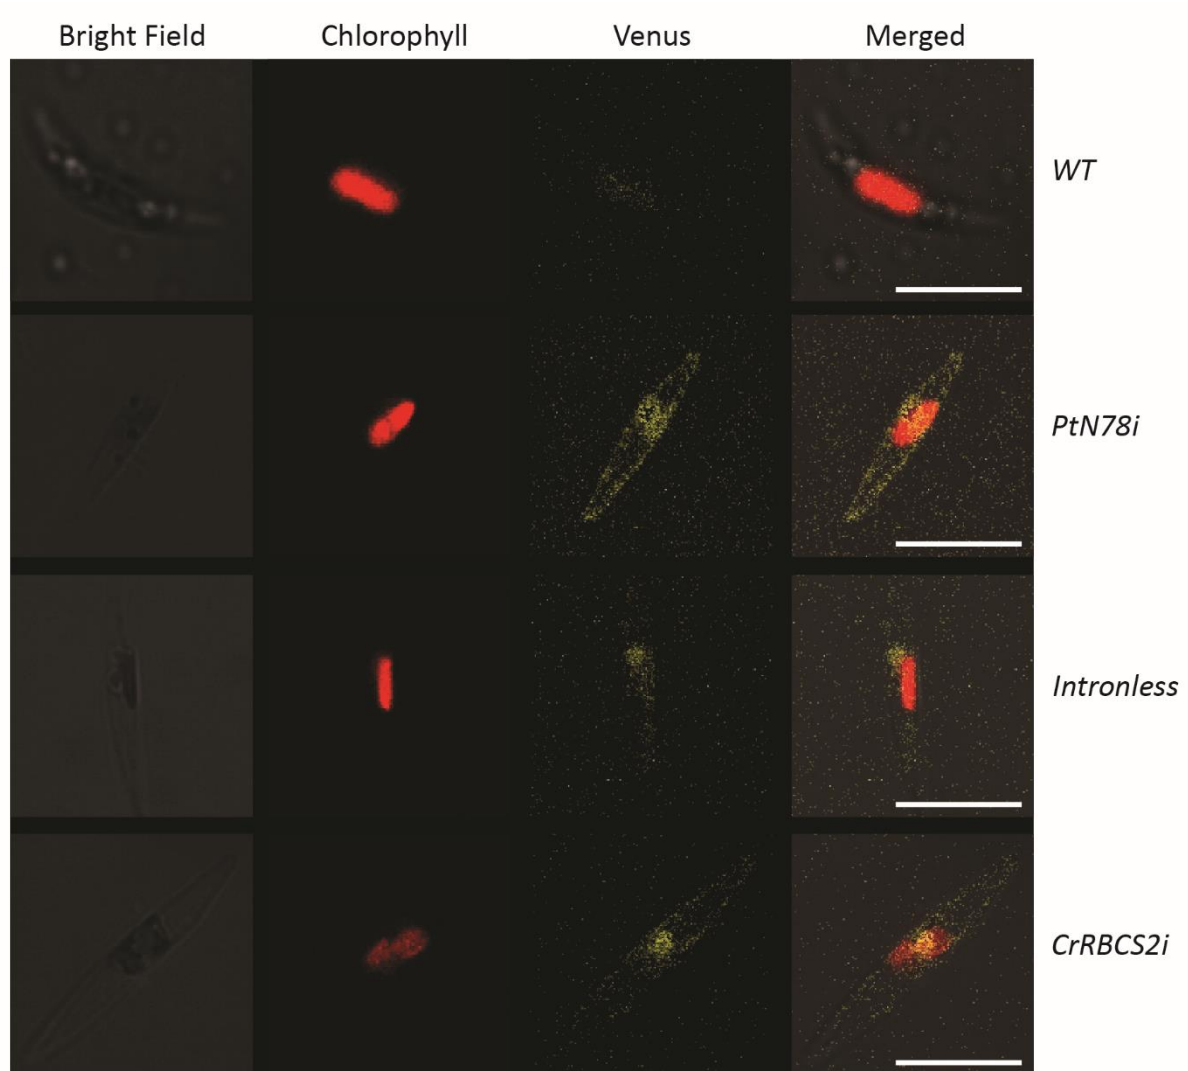 Bright Field Chlorophyll Venus Merged
WT
PtN78i
Intronless
CrRBCS2i